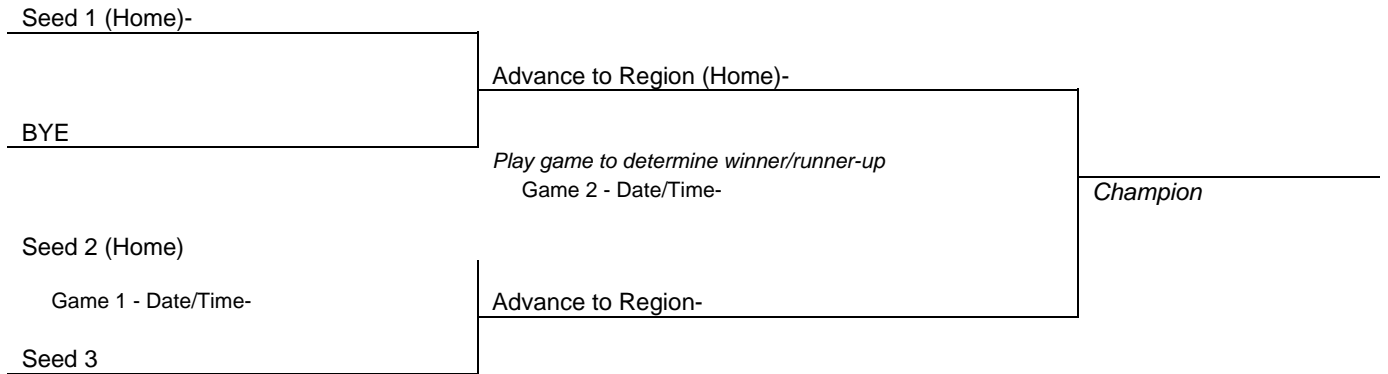 Seed 1 (Home)-
Advance to Region (Home)-
BYE
Play game to determine winner/runner-up
Game 2 - Date/Time-
Champion
Seed 2 (Home)
Game 1 - Date/Time-
Advance to Region-
Seed 3